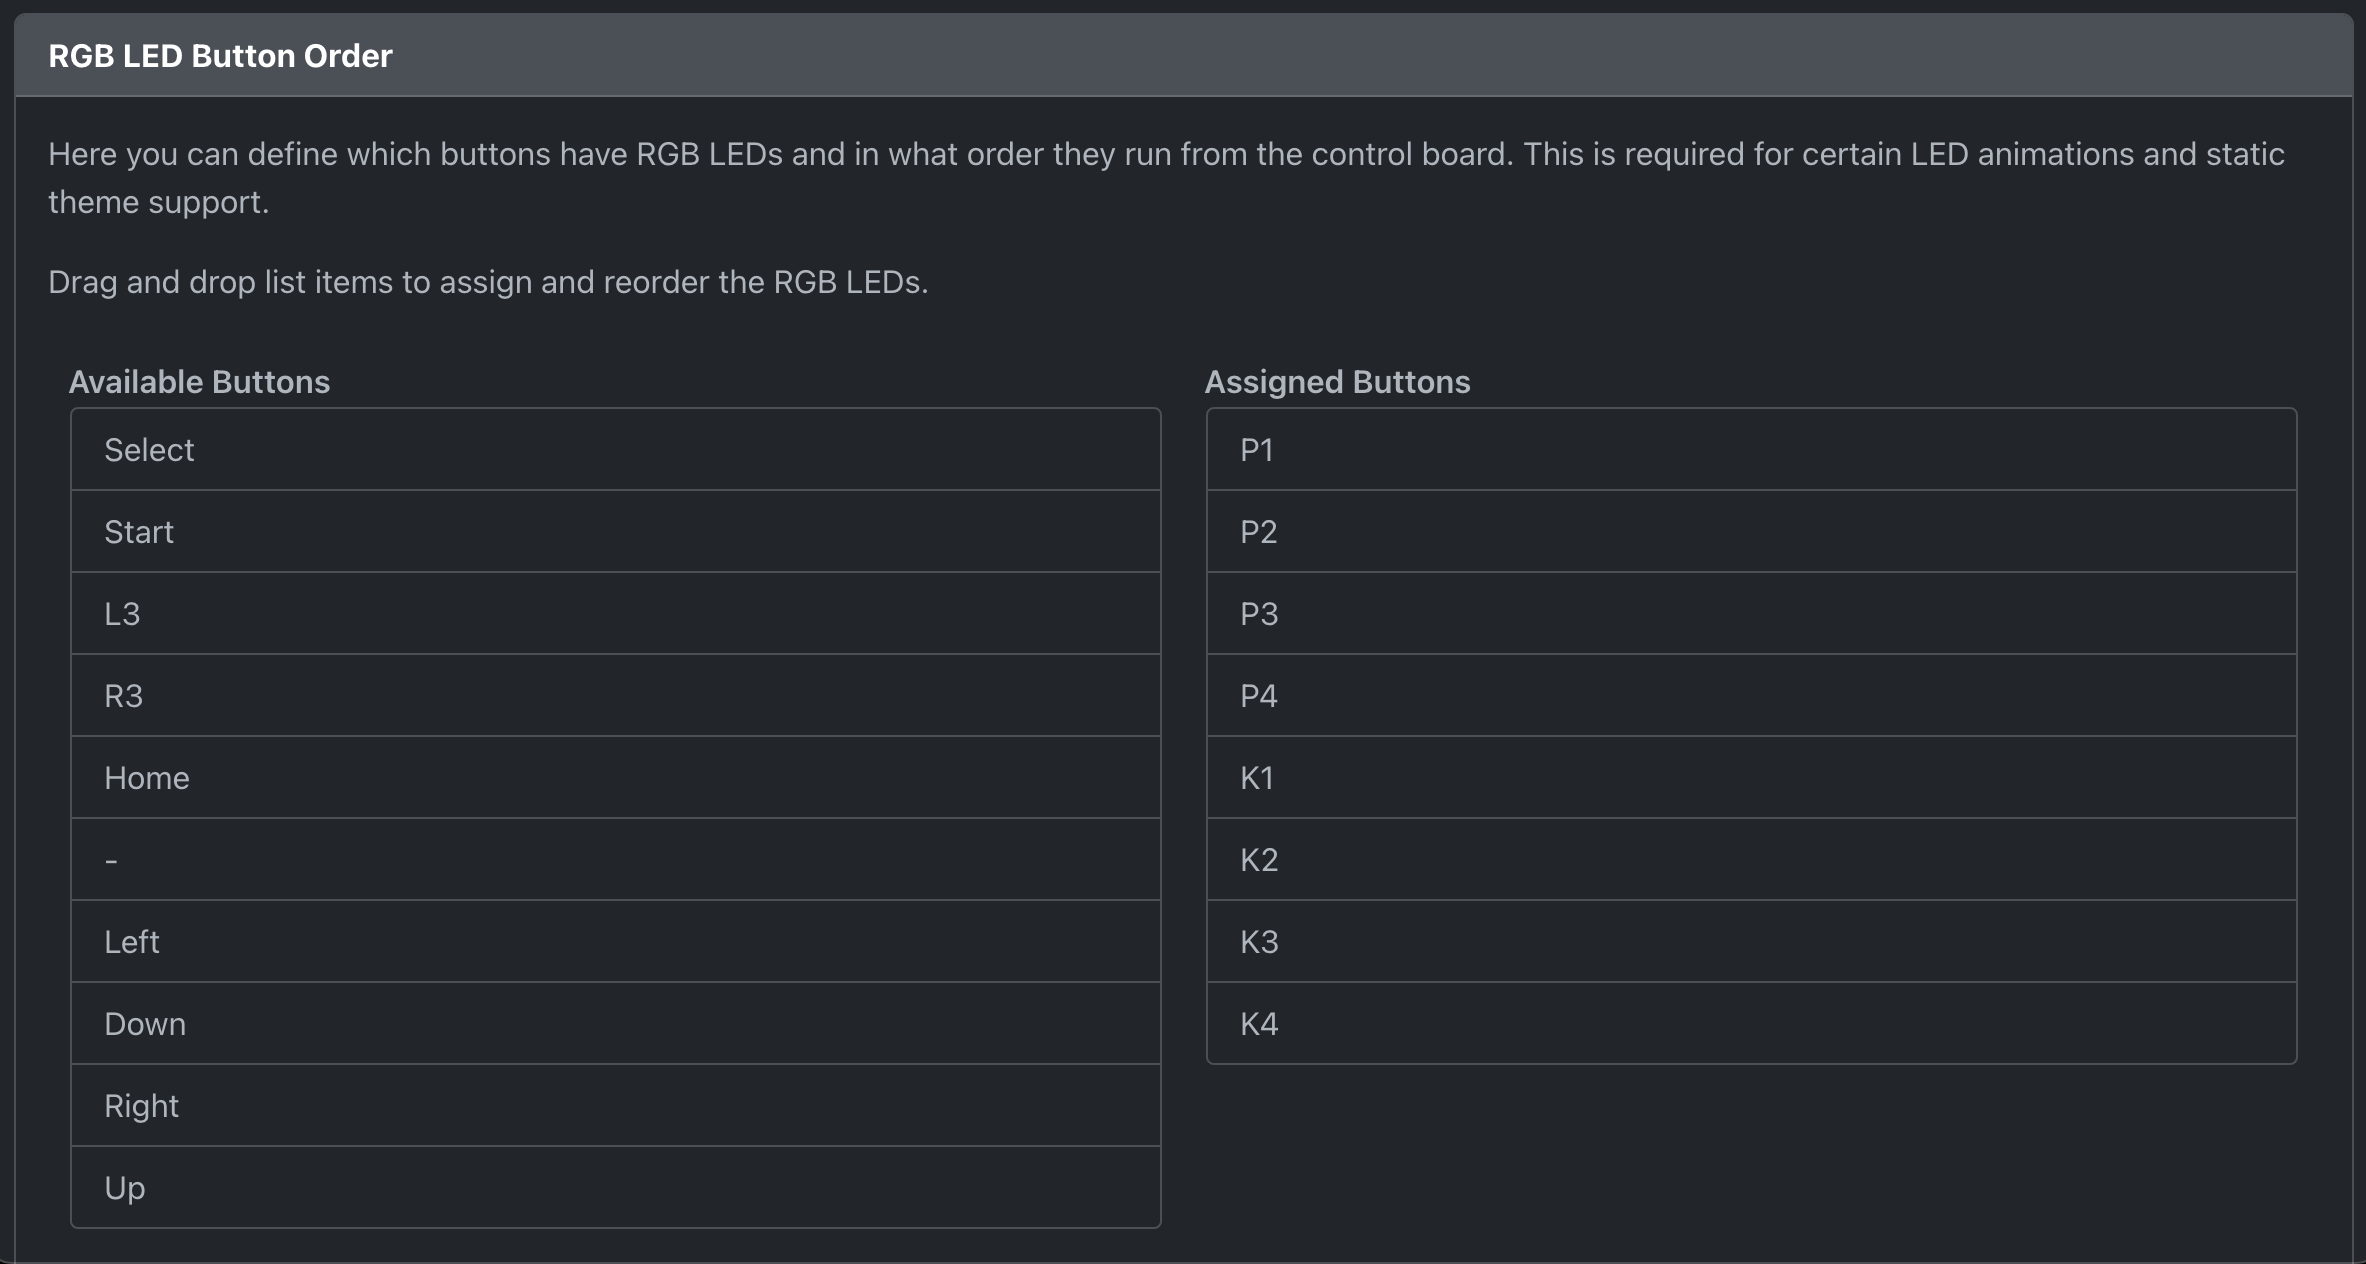 RGB LED Button Order
Here you can define which buttons have RGB LEDs and in what order they run from the control board. This is required for certain LED animations and static
theme support.
Drag and drop list items to assign and reorder the RGB LEDs.
Available Buttons
Select
Start
L3
R3
Home
-
Left
Down
Right
Up
Assigned Buttons
P1
P2
P3
P4
K1
K2
K3
K4